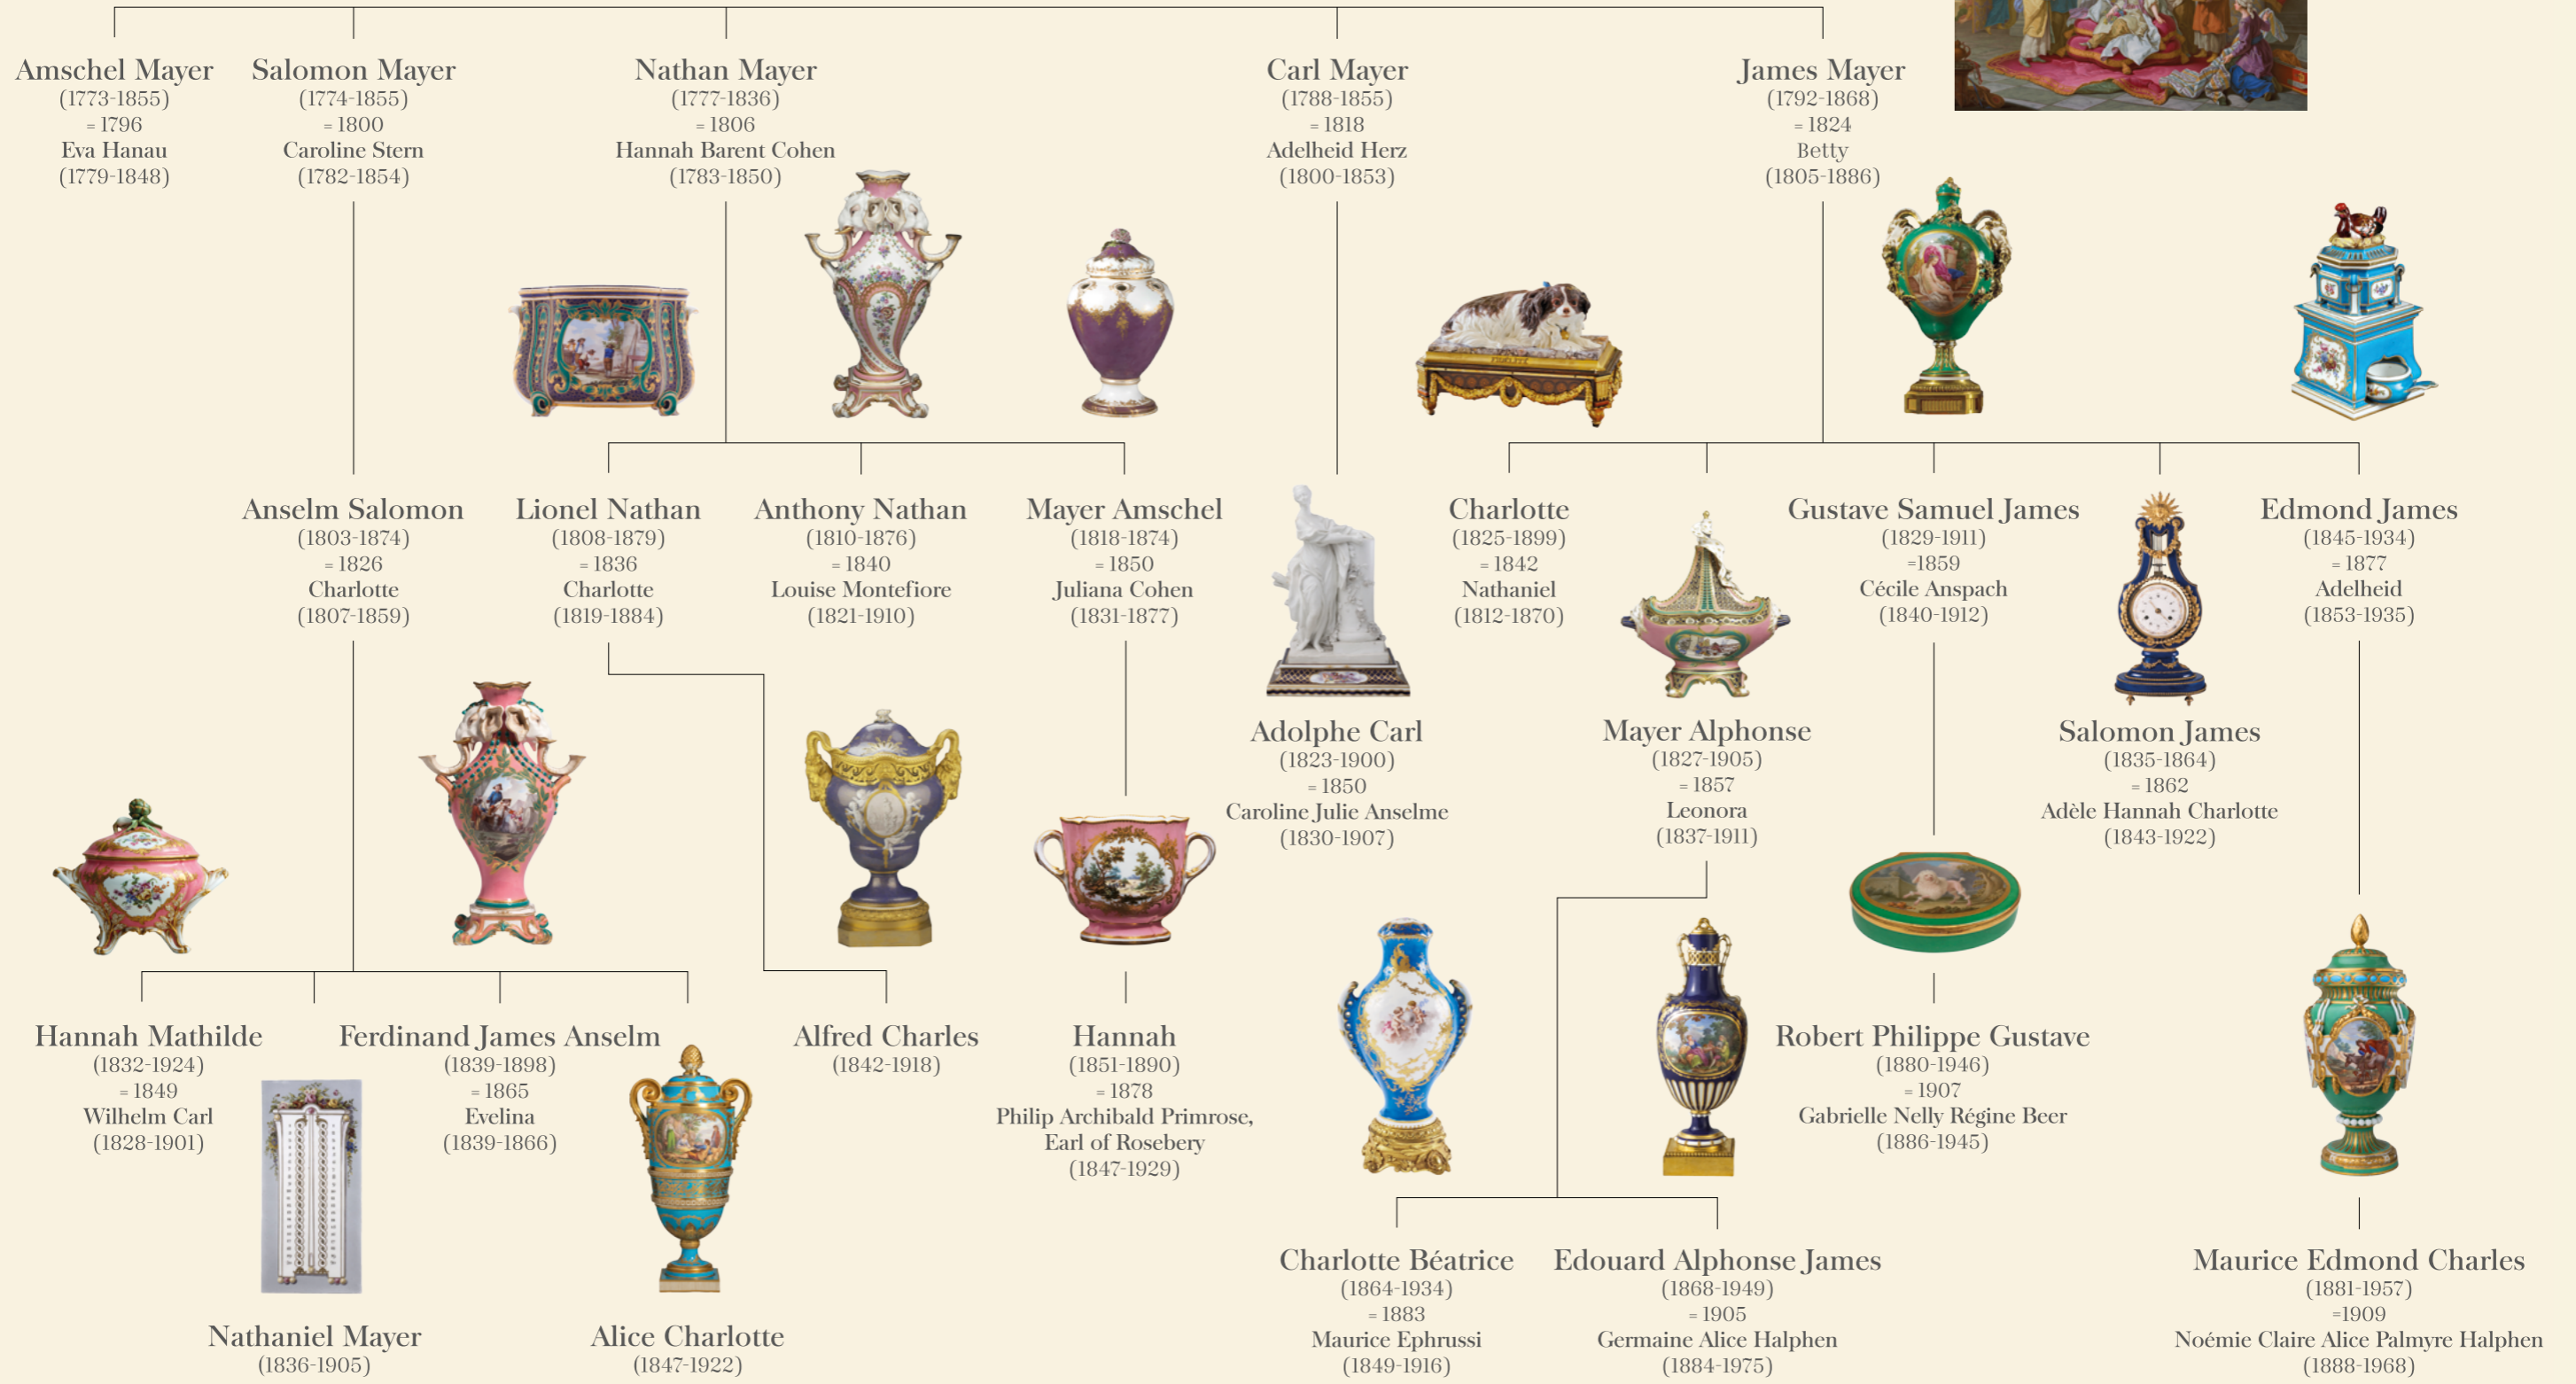 Amschel Mayer
(1773-1855)
= 1796
Eva Hanau
(1779-1848)
Salomon Mayer
(1774-1855)
= 1800
Caroline Stern
(1782-1854)
Nathan Mayer
(1777-1836)
= 1806
Hannah Barent Cohen
(1783-1850)
Carl Mayer
(1788-1855)
= 1818
Adelheid Herz
(1800-1853)
James Mayer
(1792-1868)
= 1824
Betty
(1805-1886)
Anselm Salomon
(1803-1874)
= 1826
Charlotte
(1807-1859)
Lionel Nathan
(1808-1879)
= 1836
Charlotte
(1819-1884)
Anthony Nathan
(1810-1876)
= 1840
Louise Montefiore
(1821-1910)
Mayer Amschel
(1818-1874)
= 1850
Juliana Cohen
(1831-1877)
Adolphe Carl
(1823-1900)
= 1850
Caroline Julie Anselme
(1830-1907)
Charlotte
(1825-1899)
= 1842
Nathaniel
(1812-1870)
Mayer Alphonse
(1827-1905)
= 1857
Leonora
(1837-1911)
Gustave Samuel James
(1829-1911)
=1859
Cécile Anspach
(1840-1912)
Salomon James
(1835-1864)
= 1862
Adèle Hannah Charlotte
(1843-1922)
Edmond James
(1845-1934)
= 1877
Adelheid
(1853-1935)
Hannah Mathilde
(1832-1924)
= 1849
Wilhelm Carl
(1828-1901)
Nathaniel Mayer
(1836-1905)
Ferdinand James Anselm
(1839-1898)
= 1865
Evelina
(1839-1866)
Alice Charlotte
(1847-1922)
Alfred Charles
(1842-1918)
Hannah
(1851-1890)
= 1878
Philip Archibald Primrose,
Earl of Rosebery
(1847-1929)
Charlotte Béatrice
(1864-1934)
= 1883
Maurice Ephrussi
(1849-1916)
Edouard Alphonse James
(1868-1949)
= 1905
Germaine Alice Halphen
(1884-1975)
Robert Philippe Gustave
(1880-1946)
= 1907
Gabrielle Nelly Régine Beer
(1886-1945)
Maurice Edmond Charles
(1881-1957)
=1909
Noémie Claire Alice Palmyre Halphen
(1888-1968)